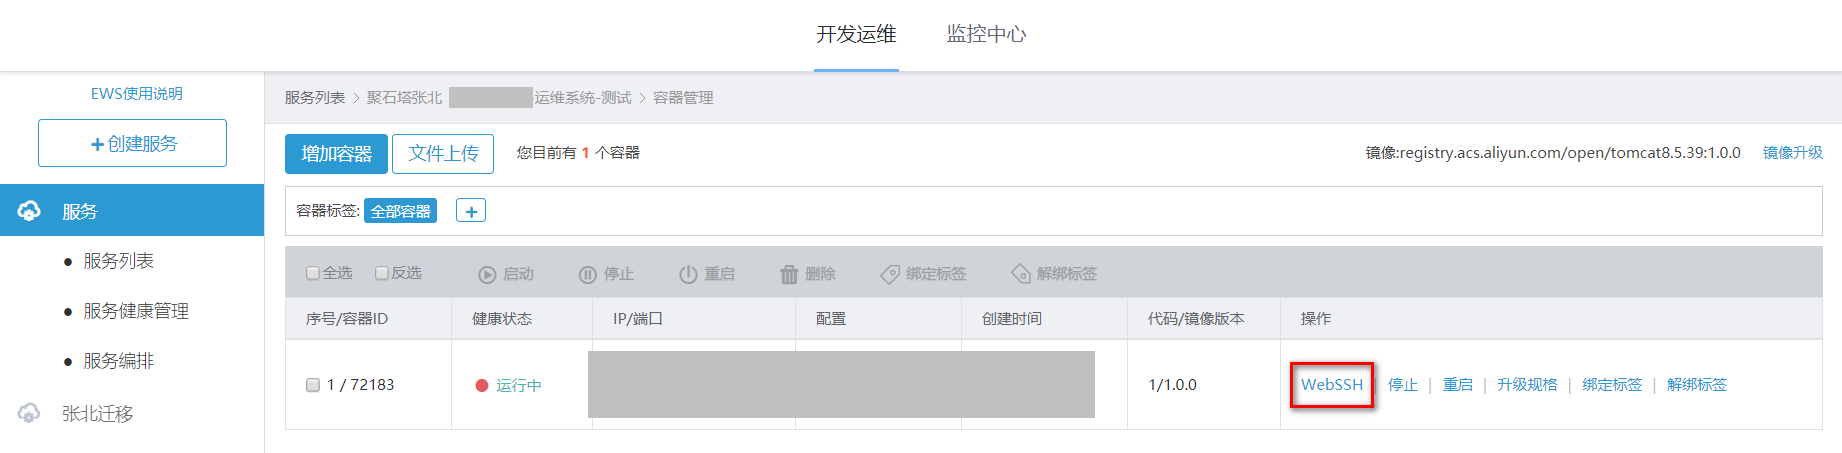 开发运维 监控中心
EWS使用说明
+创建服务
服务
服务列表
服务健康管理
服务编排
张北迁移
服务列表 > 聚石塔张北 运维系统-测试 > 容器管理
增加容器 文件上传 您目前有 1 个容器 镜像:registry.acs.aliyun.com/open/tomcat8.5.39:1.0.0 镜像升级
容器标签: 全部容器 +
全选 反选 启动 停止 重启 删除 绑定标签 解绑标签
序号/容器ID 健康状态 IP/端口 配置 创建时间 代码/镜像版本 操作
1 / 72183 运行中 1/1.0.0 WebSSH | 停止 | 重启 | 升级规格 | 绑定标签 | 解绑标签